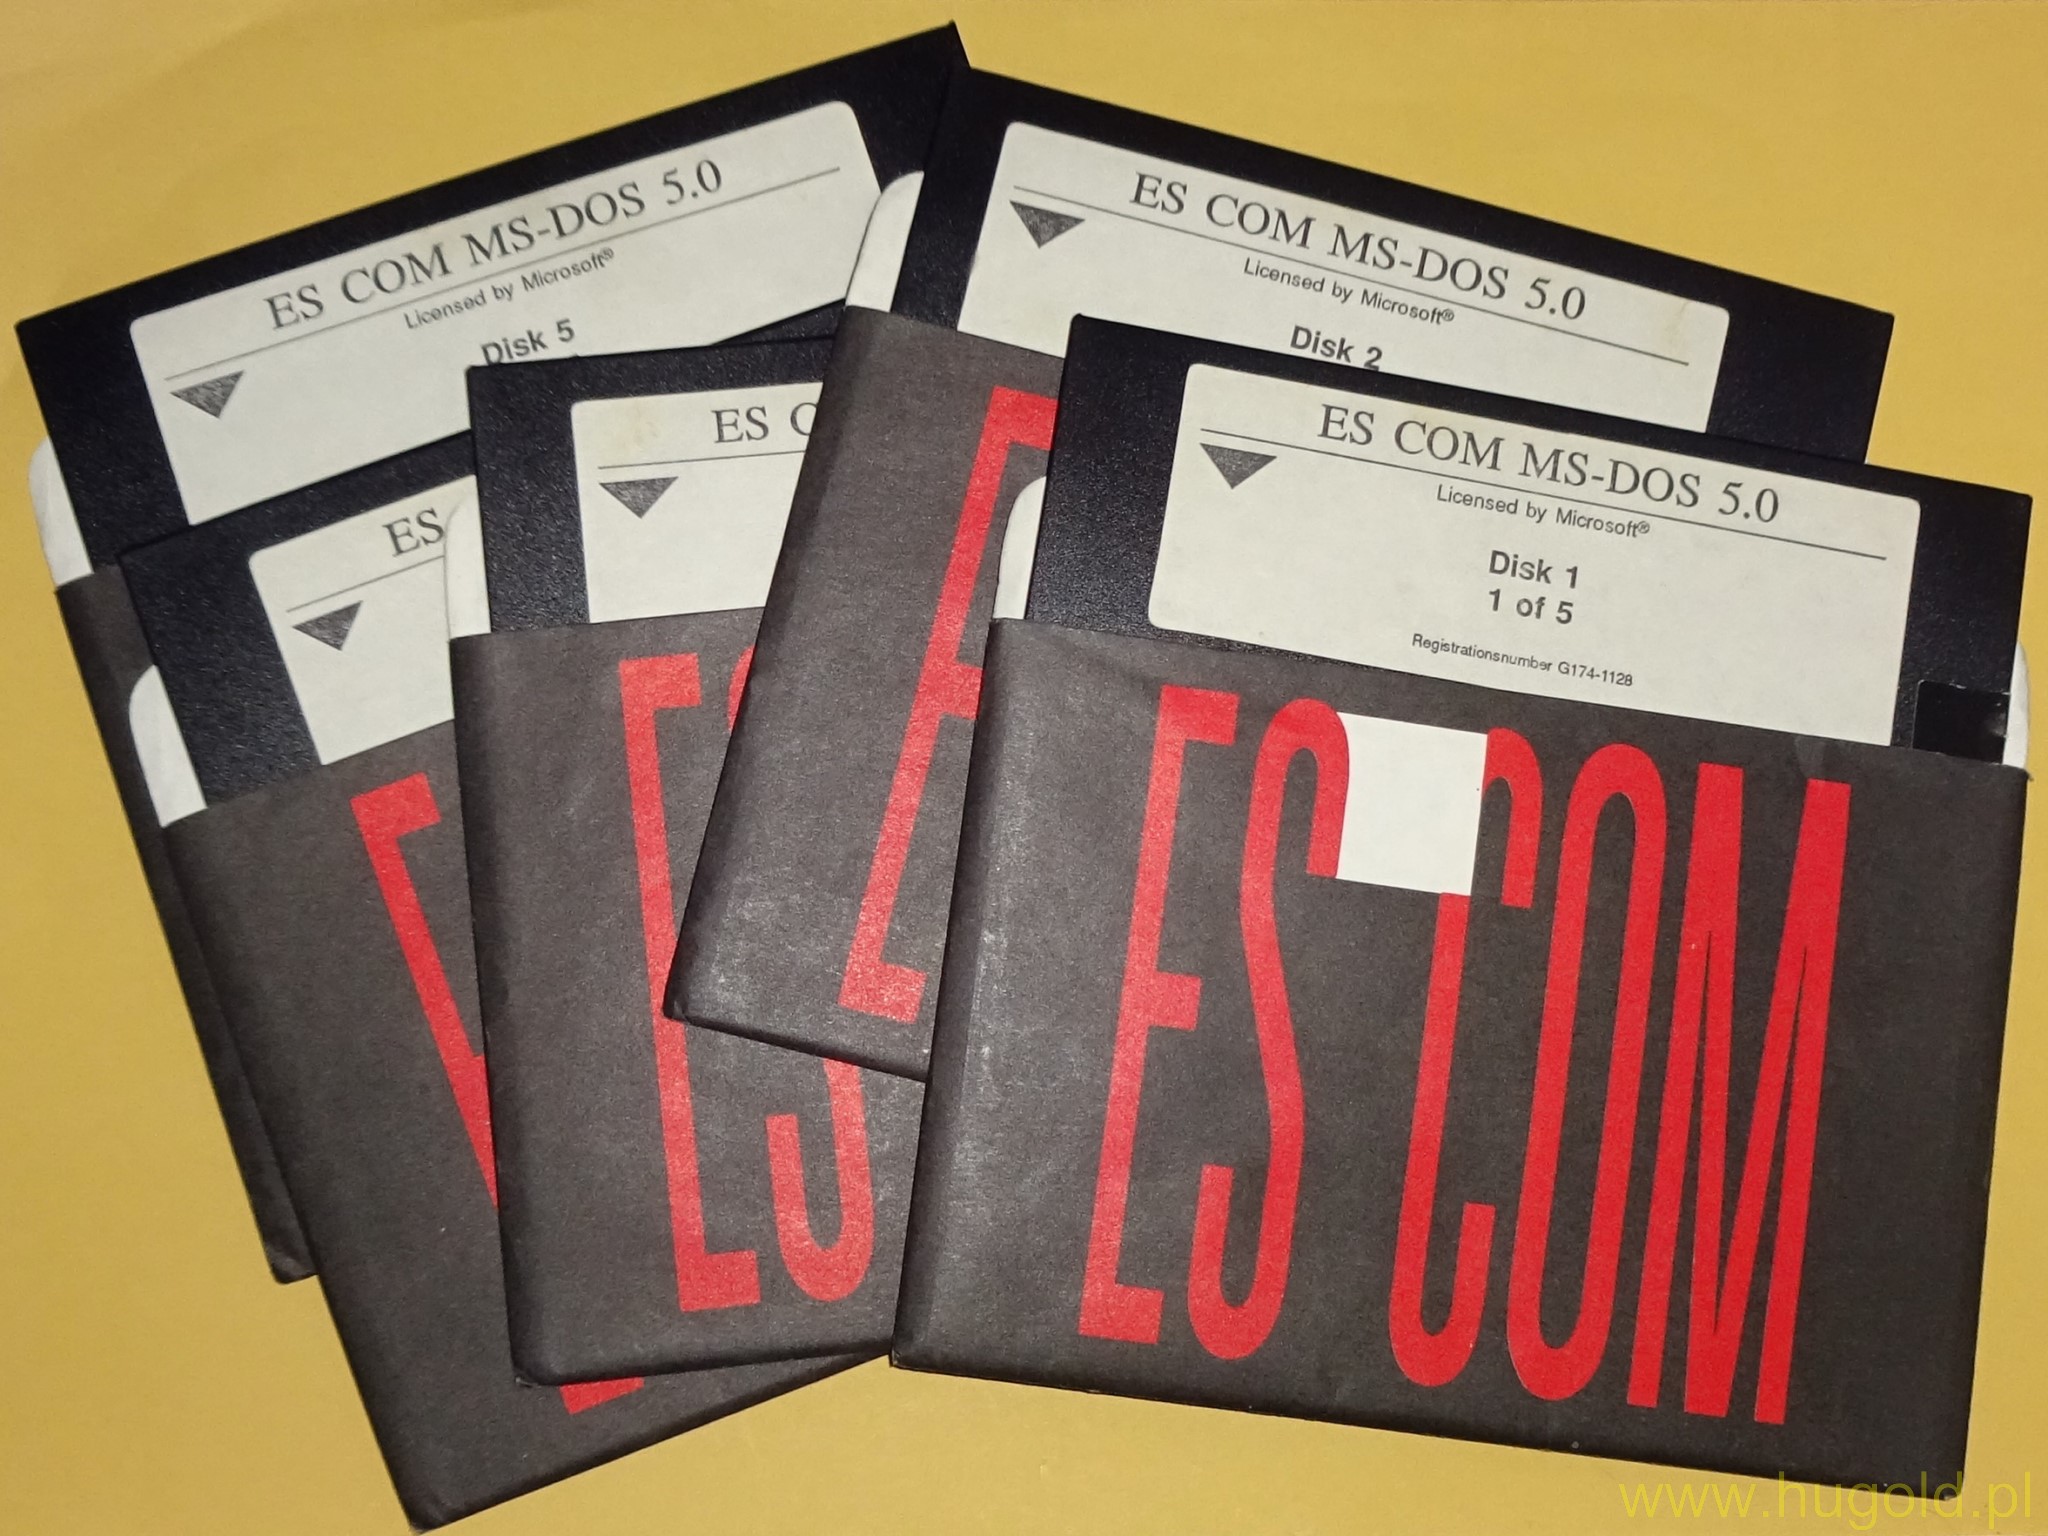 ES COM MS-DOS 5.0
Licensed by Microsoft®
Disk 5
ES COM MS-DOS 5.0
Licensed by Microsoft®
Disk 2
ES
ES C
ES COM MS-DOS 5.0
Licensed by Microsoft®
Disk 1
1 of 5
Registrationsnumber G174-1128
E
ES
E
ES COM
www.hugold.pl